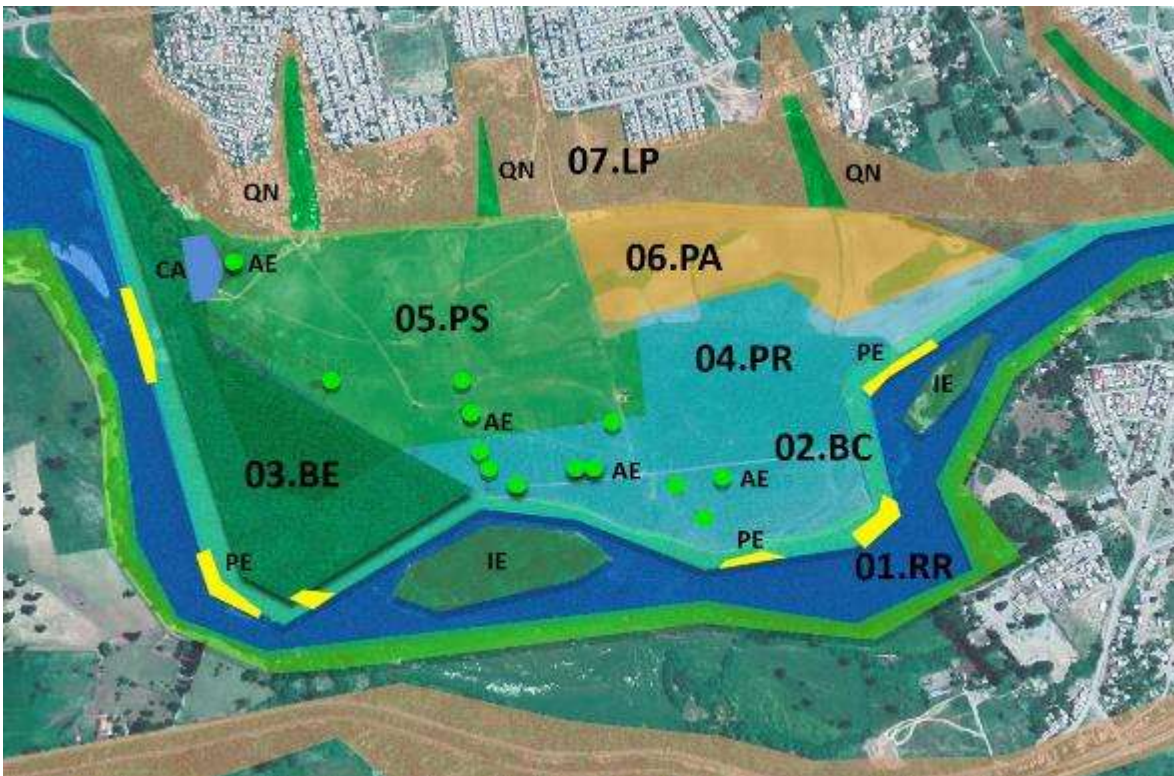 07.LP
QN
QN
QN
CA
AE
06.PA
05.PS
04.PR
PE
IE
AE
02.BC
03.BE
AE
AE
PE
PE
IE
01.RR